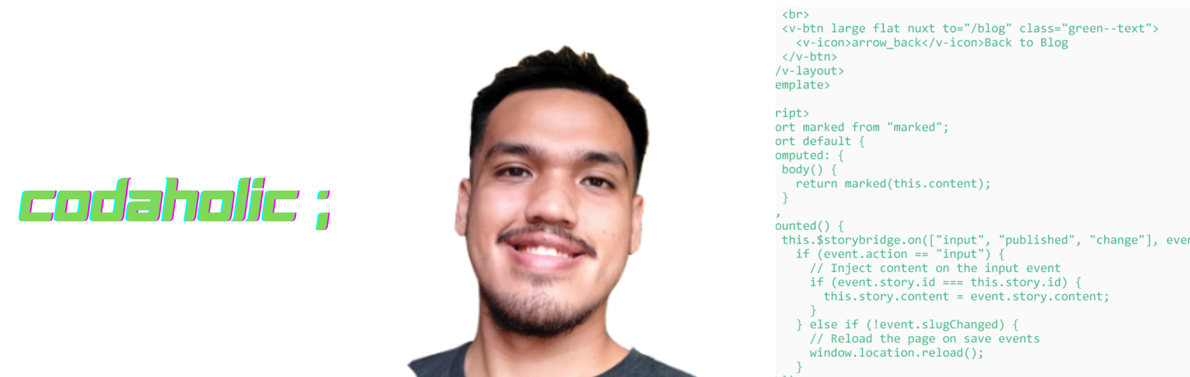 codaholic ;
<br>
<v-btn large flat nuxt to="/blog" class="green--text">
<v-icon>arrow_back</v-icon>Back to Blog
</v-btn>
/v-layout>
emplate>
ript>
ort marked from "marked";
ort default {
omputed: {
body() {
return marked(this.content);
}
,
ounted() {
this.$storybridge.on(["input", "published", "change"], even
if (event.action == "input") {
// Inject content on the input event
if (event.story.id === this.story.id) {
this.story.content = event.story.content;
}
} else if (!event.slugChanged) {
// Reload the page on save events
window.location.reload();
}